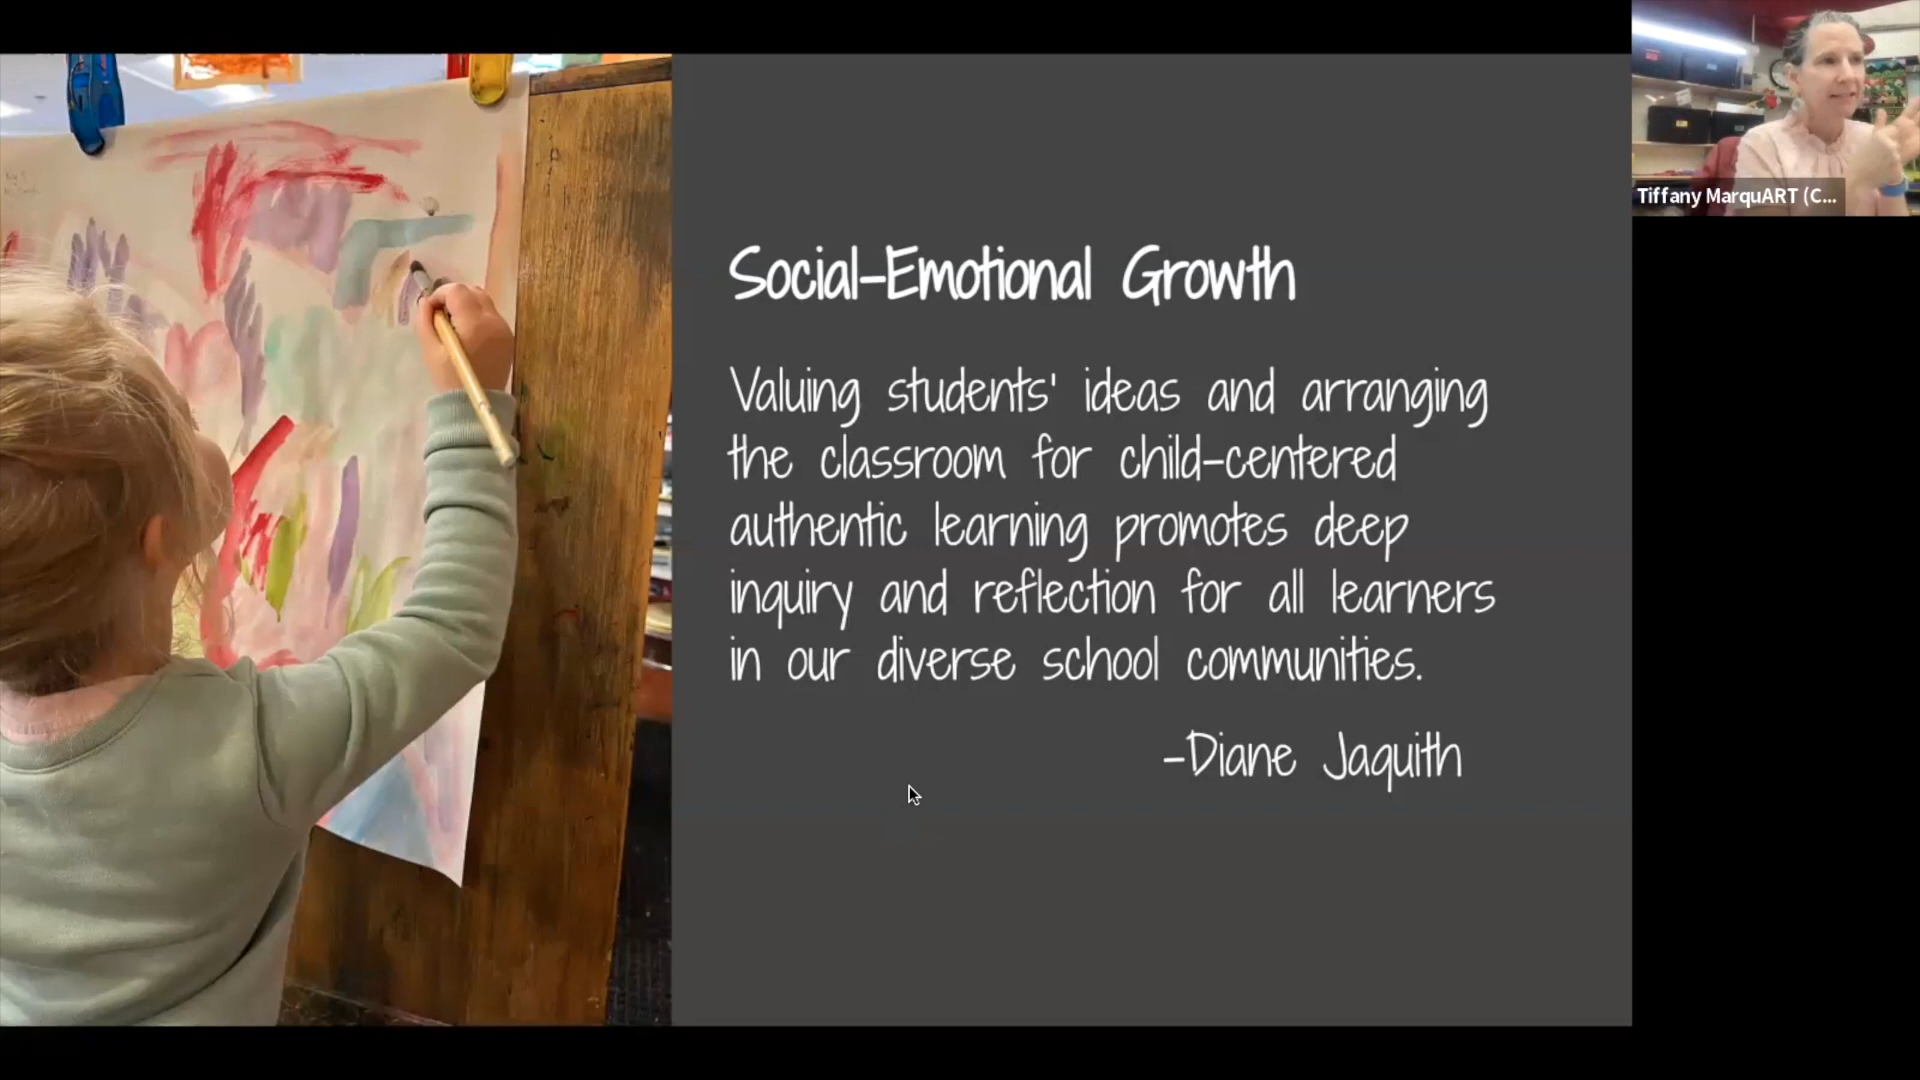 Tiffany MarquART (C...
Social-Emotional Growth
Valuing students' ideas and arranging
the classroom for child-centered
authentic learning promotes deep
inquiry and reflection for all learners
in our diverse school communities.
-Diane Jaquith